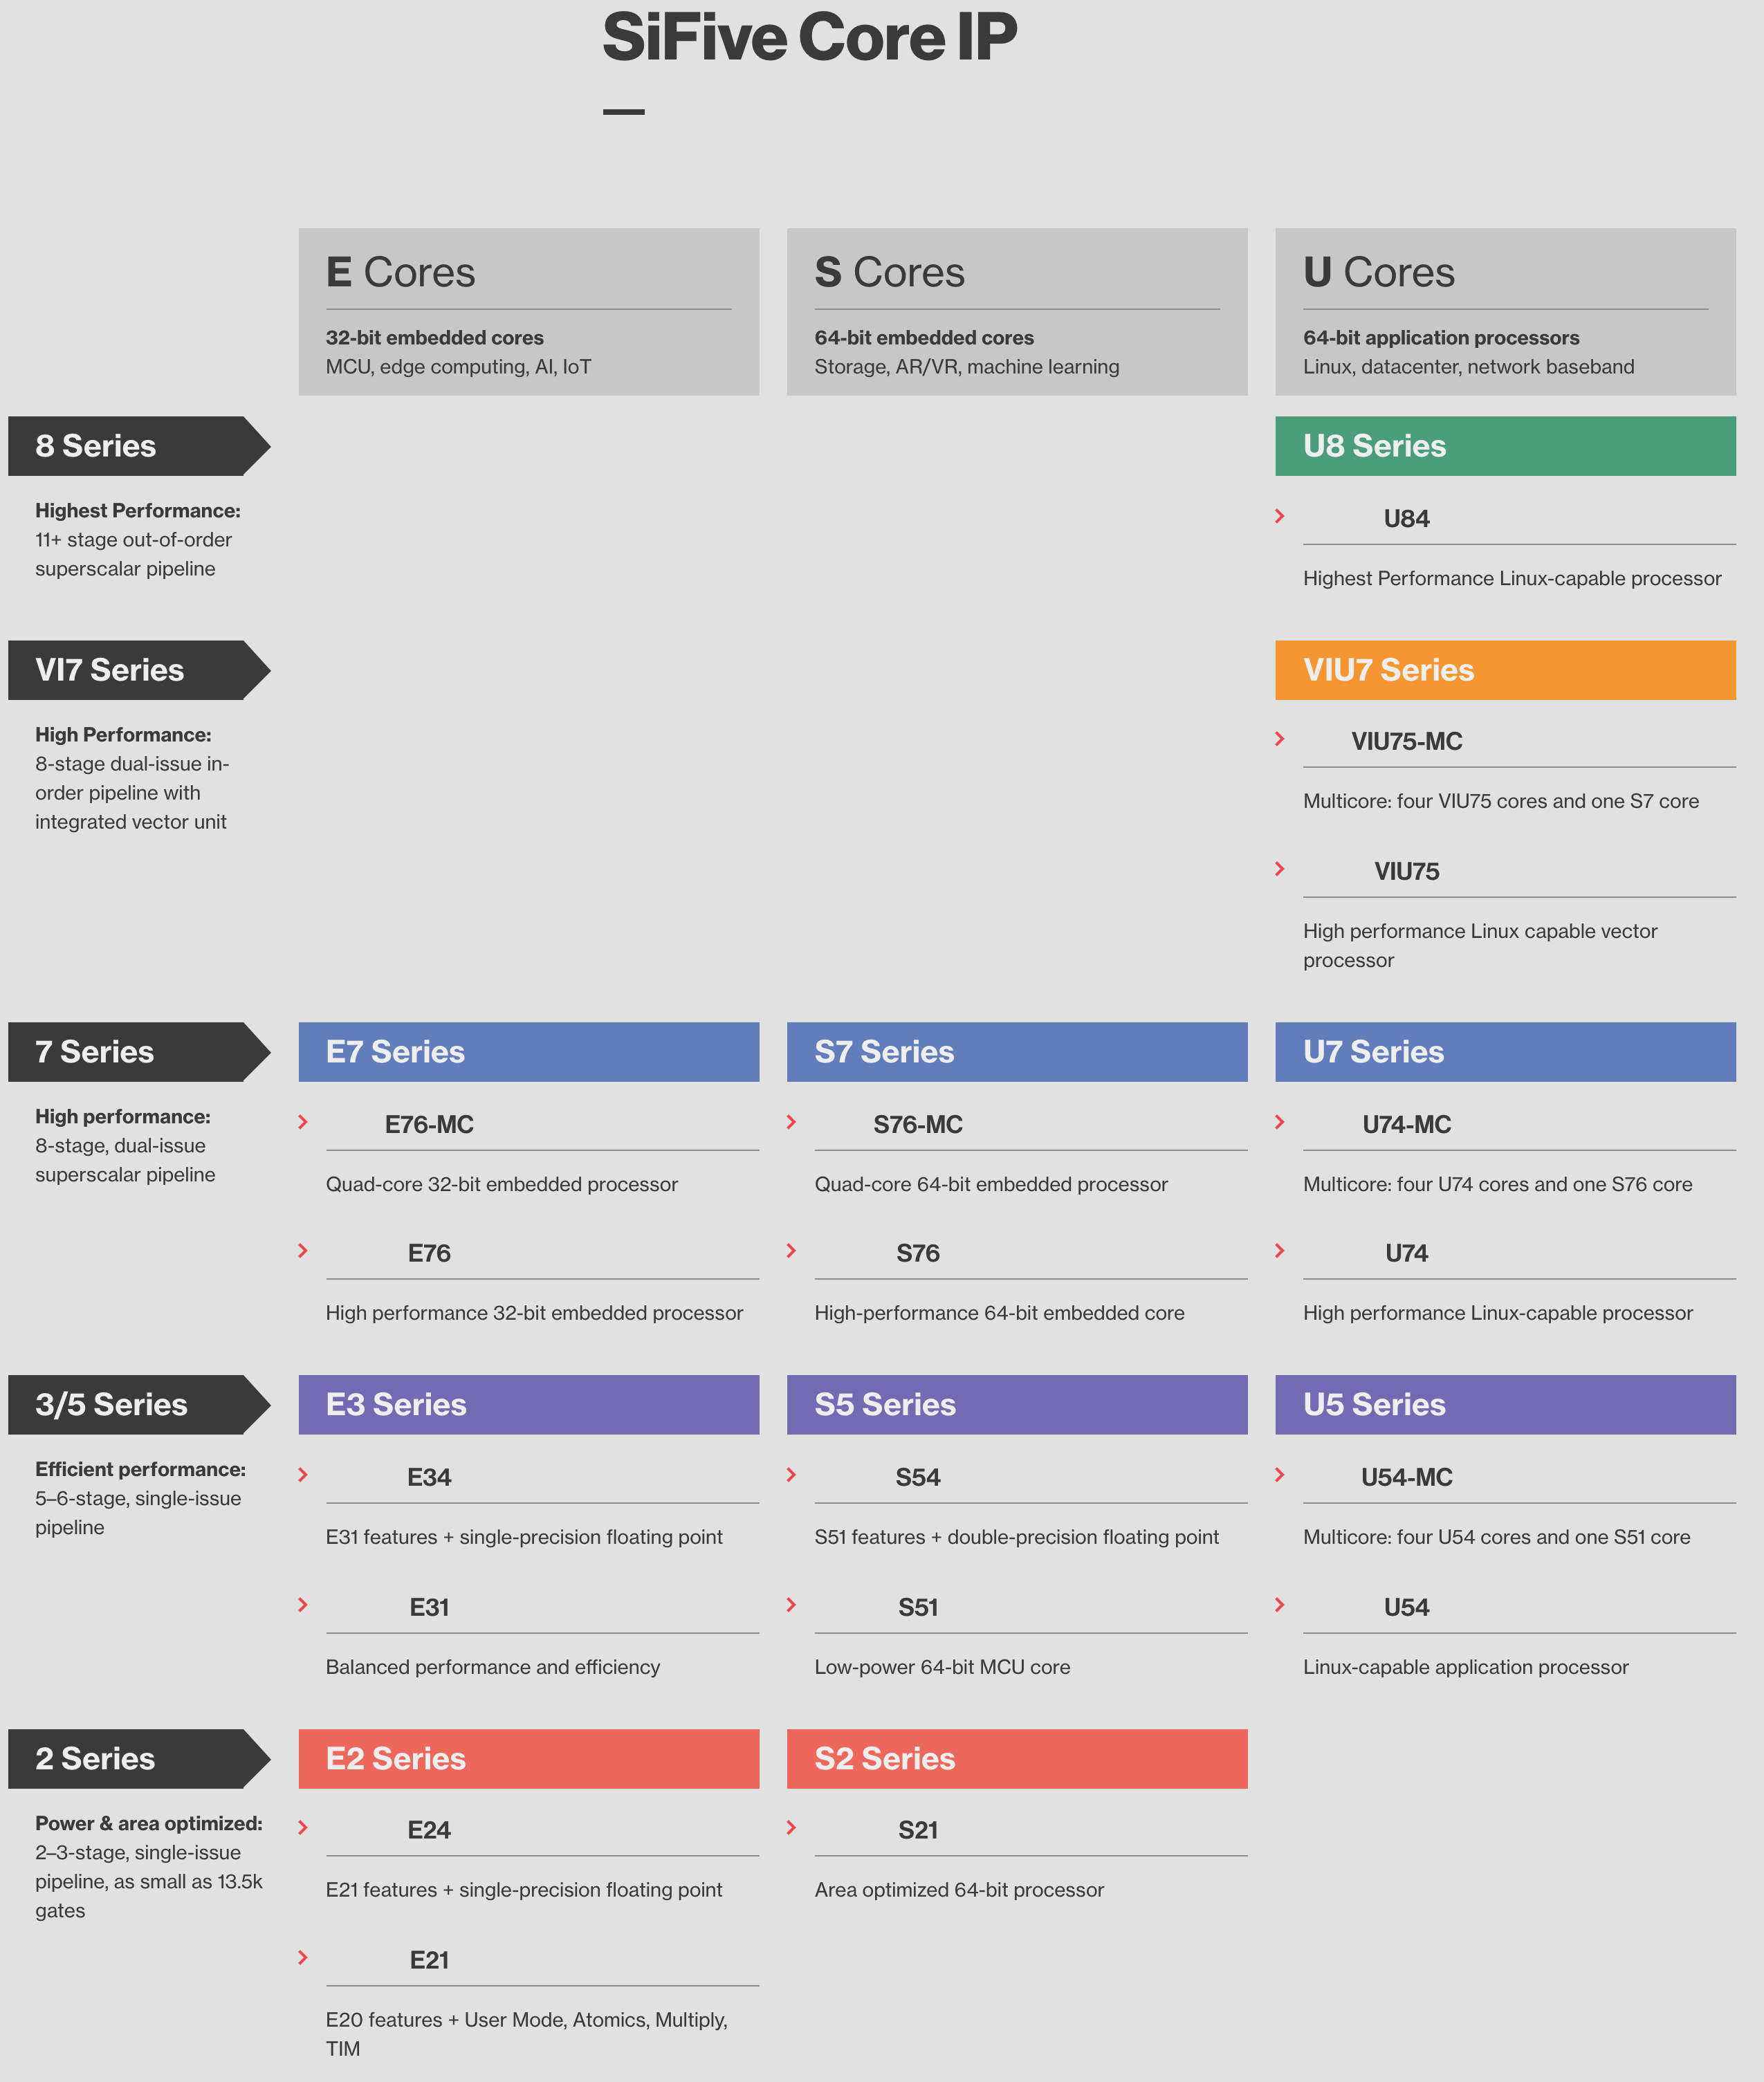 SiFive Core IP
E Cores
32-bit embedded cores
MCU, edge computing, AI, IoT
S Cores
64-bit embedded cores
Storage, AR/VR, machine learning
U Cores
64-bit application processors
Linux, datacenter, network baseband
8 Series
Highest Performance:
11+ stage out-of-order
superscalar pipeline
U8 Series
U84
Highest Performance Linux-capable processor
VI7 Series
High Performance:
8-stage dual-issue in-
order pipeline with
integrated vector unit
VIU7 Series
VIU75-MC
Multicore: four VIU75 cores and one S7 core
VIU75
High performance Linux capable vector
processor
7 Series
High performance:
8-stage, dual-issue
superscalar pipeline
E7 Series
E76-MC
Quad-core 32-bit embedded processor
E76
High performance 32-bit embedded processor
S7 Series
S76-MC
Quad-core 64-bit embedded processor
S76
High-performance 64-bit embedded core
U7 Series
U74-MC
Multicore: four U74 cores and one S76 core
U74
High performance Linux-capable processor
3/5 Series
Efficient performance:
5–6-stage, single-issue
pipeline
E3 Series
E34
E31 features + single-precision floating point
E31
Balanced performance and efficiency
S5 Series
S54
S51 features + double-precision floating point
S51
Low-power 64-bit MCU core
U5 Series
U54-MC
Multicore: four U54 cores and one S51 core
U54
Linux-capable application processor
2 Series
Power & area optimized:
2–3-stage, single-issue
pipeline, as small as 13.5k
gates
E2 Series
E24
E21 features + single-precision floating point
E21
E20 features + User Mode, Atomics, Multiply,
TIM
S2 Series
S21
Area optimized 64-bit processor